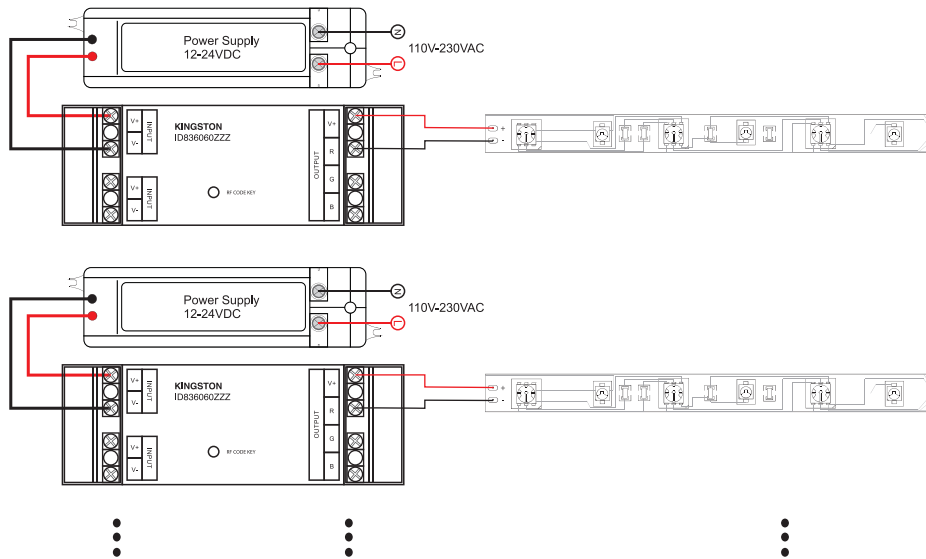 Power Supply
12-24VDC
N
L
110V-230VAC
KINGSTON
ID836060ZZZ
V+
V-
INPUT
V+
V-
INPUT
RF CODE KEY
OUTPUT
V+
R
G
B
+
-
Power Supply
12-24VDC
N
L
110V-230VAC
KINGSTON
ID836060ZZZ
V+
V-
INPUT
V+
V-
INPUT
RF CODE KEY
OUTPUT
V+
R
G
B
+
-